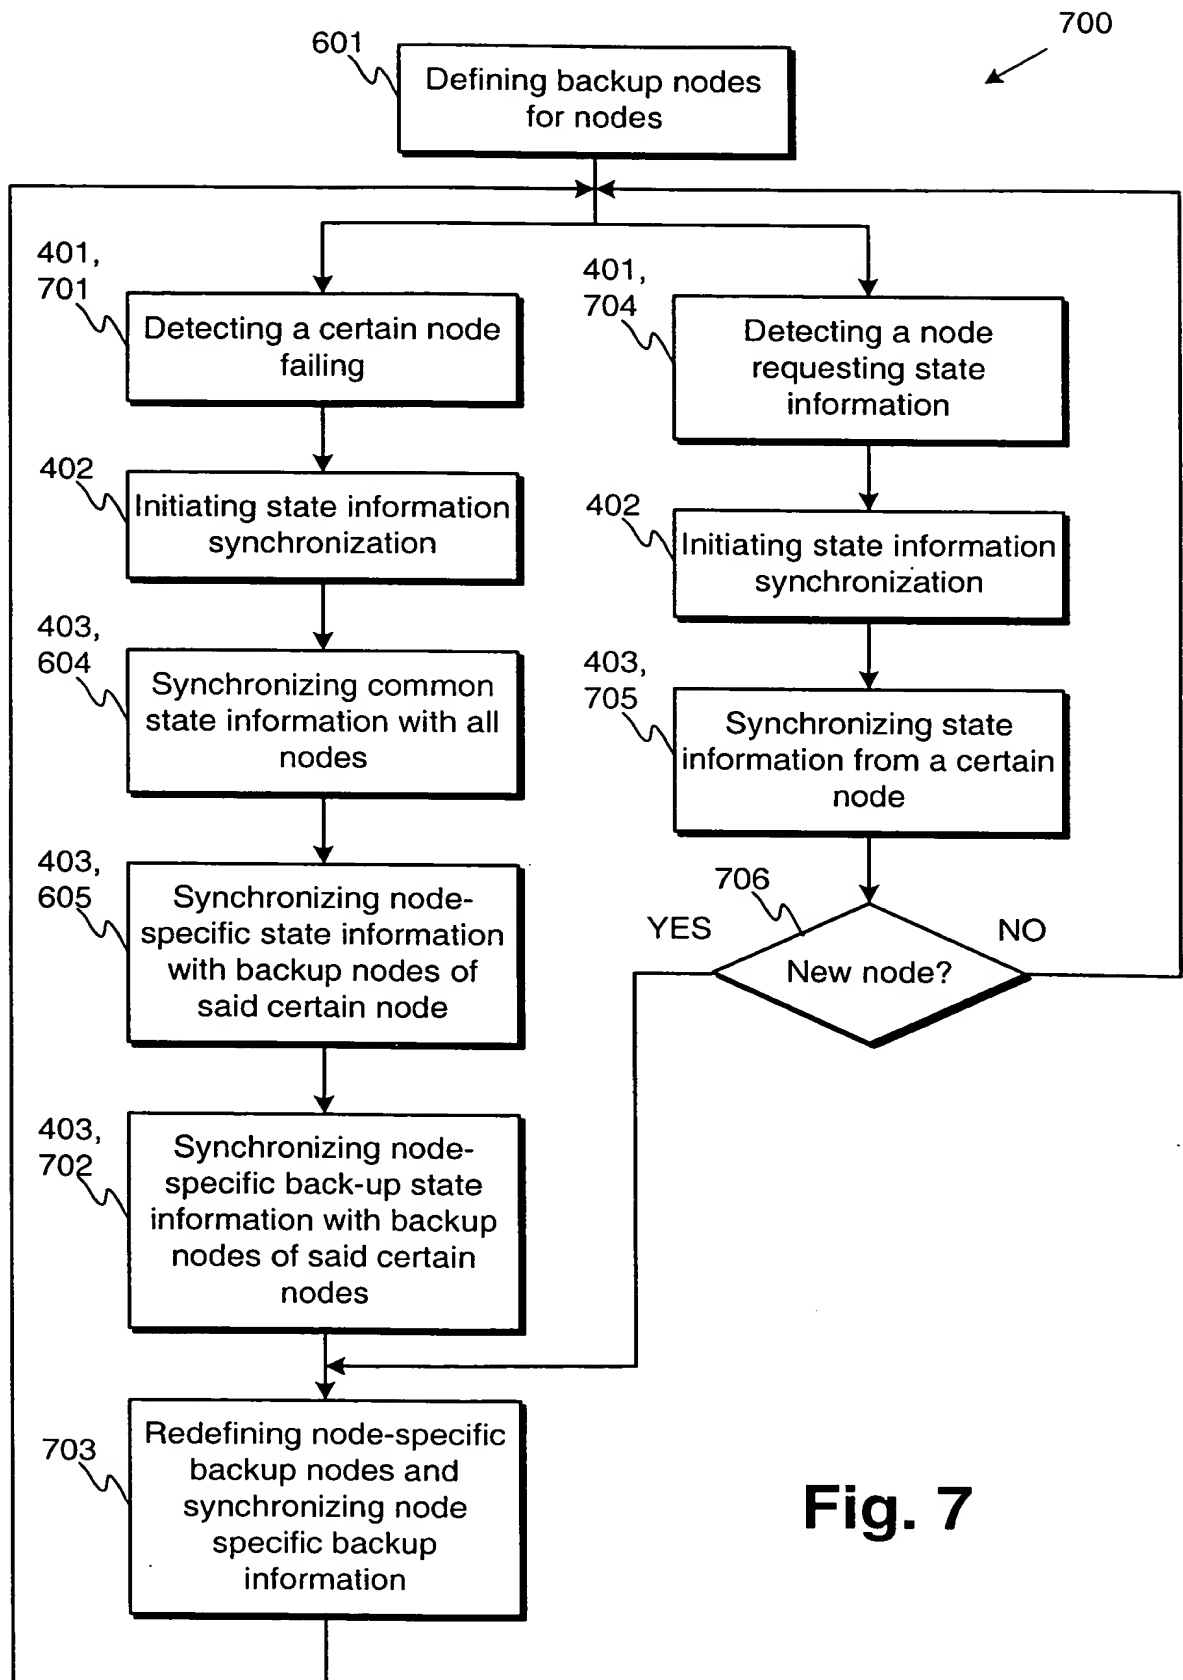 700
601
Defining backup nodes
for nodes
401,
701
Detecting a certain node
failing
402
Initiating state information
synchronization
403,
604
Synchronizing common
state information with all
nodes
403,
605
Synchronizing node-
specific state information
with backup nodes of
said certain node
403,
702
Synchronizing node-
specific back-up state
information with backup
nodes of said certain
nodes
703
Redefining node-specific
backup nodes and
synchronizing node
specific backup
information
401,
704
Detecting a node
requesting state
information
402
Initiating state information
synchronization
403,
705
Synchronizing state
information from a certain
node
706
YES
NO
New node?
Fig. 7